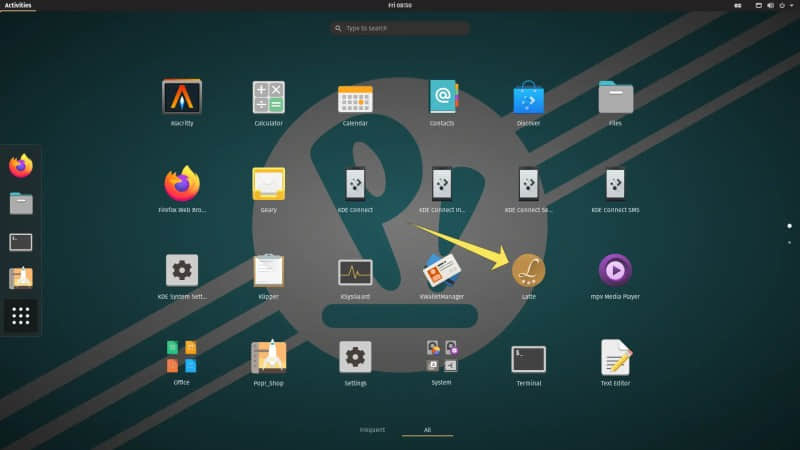 Activities
Fri 08:50
Type to search
Alacritty
Calculator
Calendar
Contacts
Discover
Files
Firefox Web Bro...
Geary
KDE Connect
KDE Connect In...
KDE Connect Se...
KDE Connect SMS
KDE System Sett...
Klipper
KSysGuard
KWalletManager
Latte
mpv Media Player
Office
Pop!_Shop
Settings
System
Terminal
Text Editor
Frequent
All